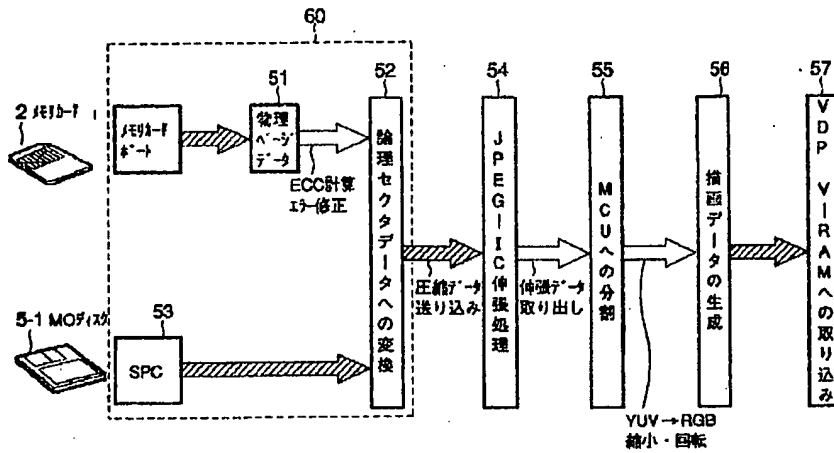 60
2 メモリカード
メモリカード
ポート
51
物理
ページ
データ
ECC計算
エラー修正
52
論理セクタデータへの変換
圧縮データ
送り込み
54
JPEG-IC伸張処理
伸張データ
取り出し
55
MCUへの分割
YUV→RGB
縮小・回転
56
描画データの生成
57
VDP VIRAMへの取り込み
5-1 MOディスク
53
SPC